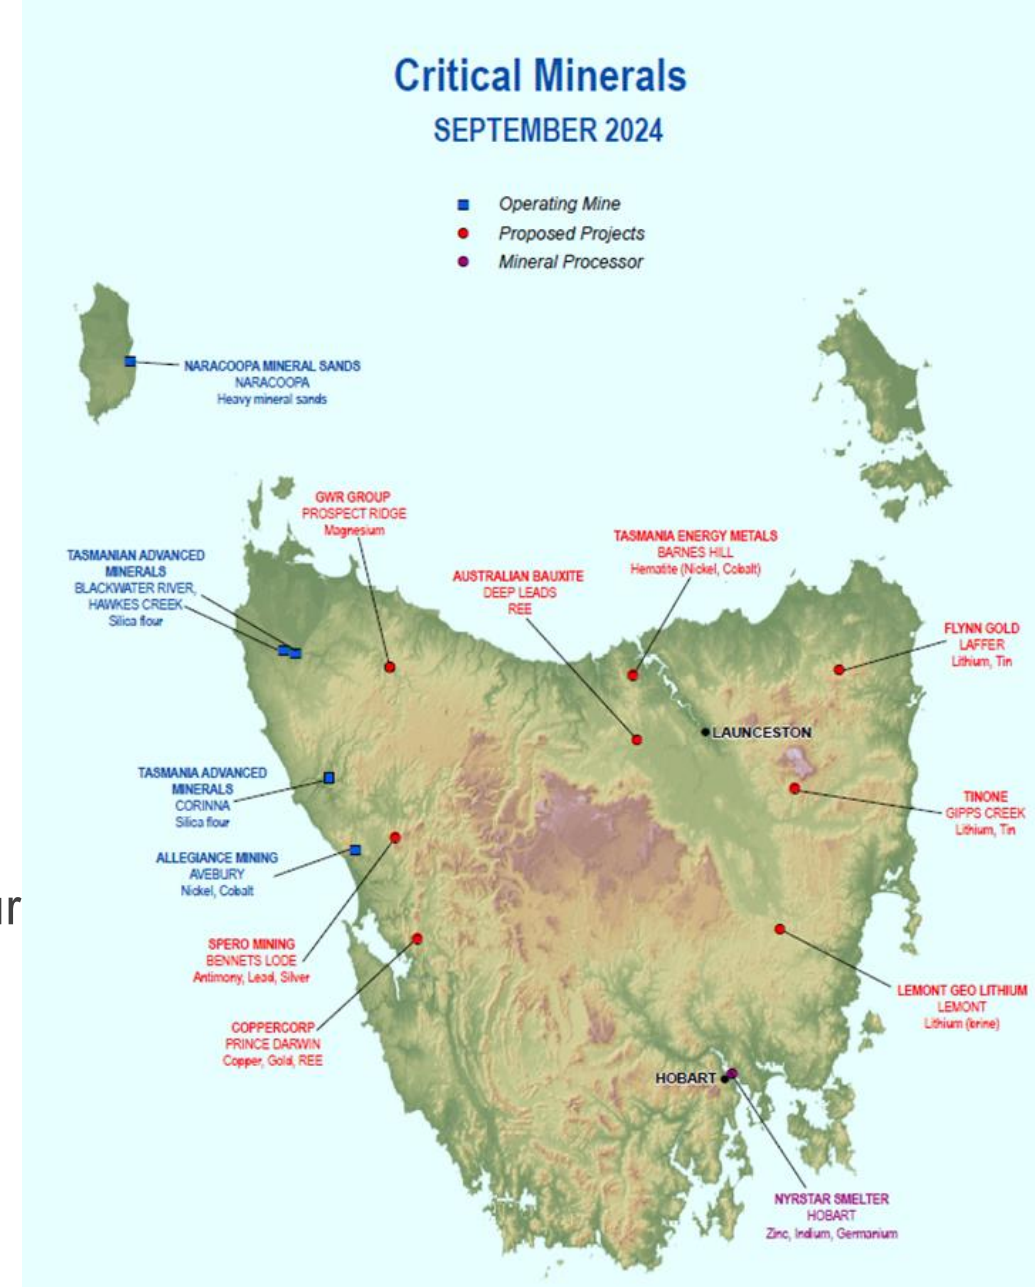 Critical Minerals
SEPTEMBER 2024
Operating Mine
Proposed Projects
Mineral Processor
NARACOOPA MINERAL SANDS
NARACOOPA
Heavy mineral sands
GWR GROUP
PROSPECT RIDGE
Magnesium
TASMANIA ENERGY METALS
BARNES HILL
Hematite (Nickel, Cobalt)
TASMANIAN ADVANCED
MINERALS
BLACKWATER RIVER,
HAWKES CREEK
Silica flour
AUSTRALIAN BAUXITE
DEEP LEADS
REE
FLYNN GOLD
LAFFER
Lithium, Tin
LAUNCESTON
TASMANIA ADVANCED
MINERALS
CORINNA
Silica flour
TINONE
GIPPS CREEK
Lithium, Tin
ALLEGIANCE MINING
AVEBURY
Nickel, Cobalt
ur
SPERO MINING
BENNETS LODE
Antimony, Lead, Silver
LEMONT GEO LITHIUM
LEMONT
Lithium (brine)
COPPERCORP
PRINCE DARWIN
Copper, Gold, REE
HOBART
NYRSTAR SMELTER
HOBART
Zinc, Indium, Germanium